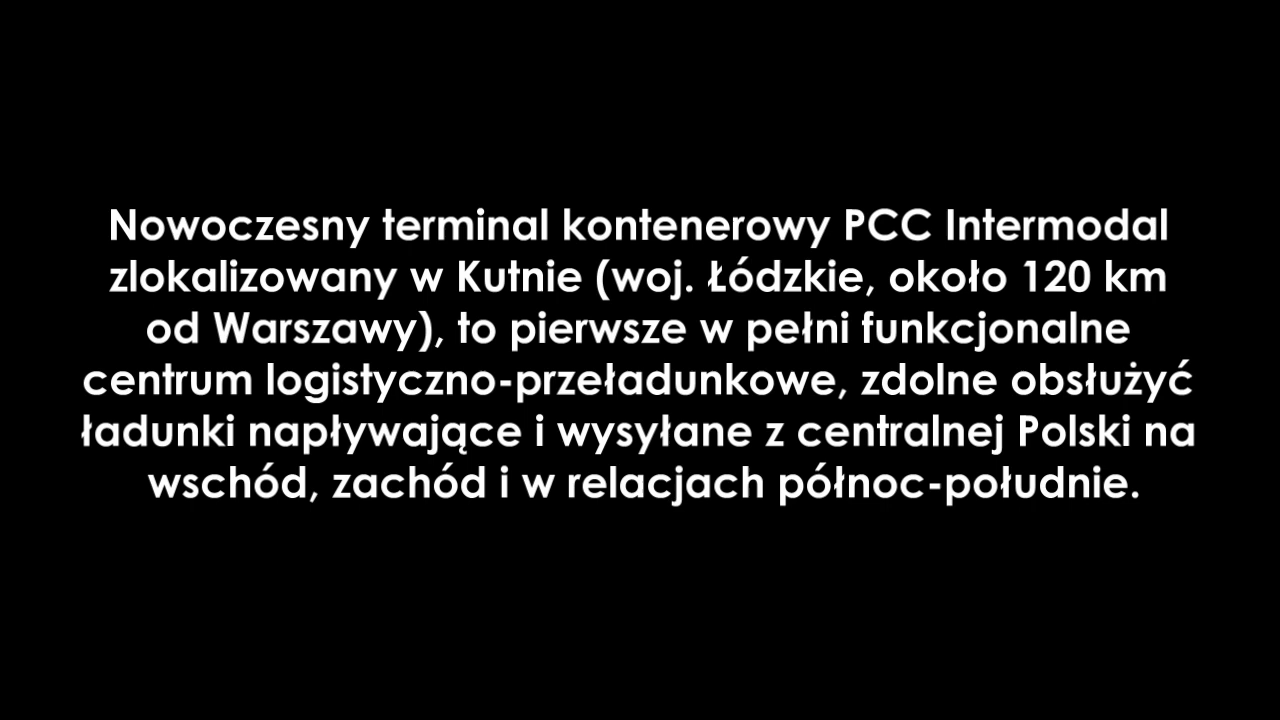 Nowoczesny terminal kontenerowy PCC Intermodal
zlokalizowany w Kutnie (woj. Łódzkie, około 120 km
od Warszawy), to pierwsze w pełni funkcjonalne
centrum logistyczno-przeładunkowe, zdolne obsłużyć
ładunki napływające i wysyłane z centralnej Polski na
wschód, zachód i w relacjach północ-południe.